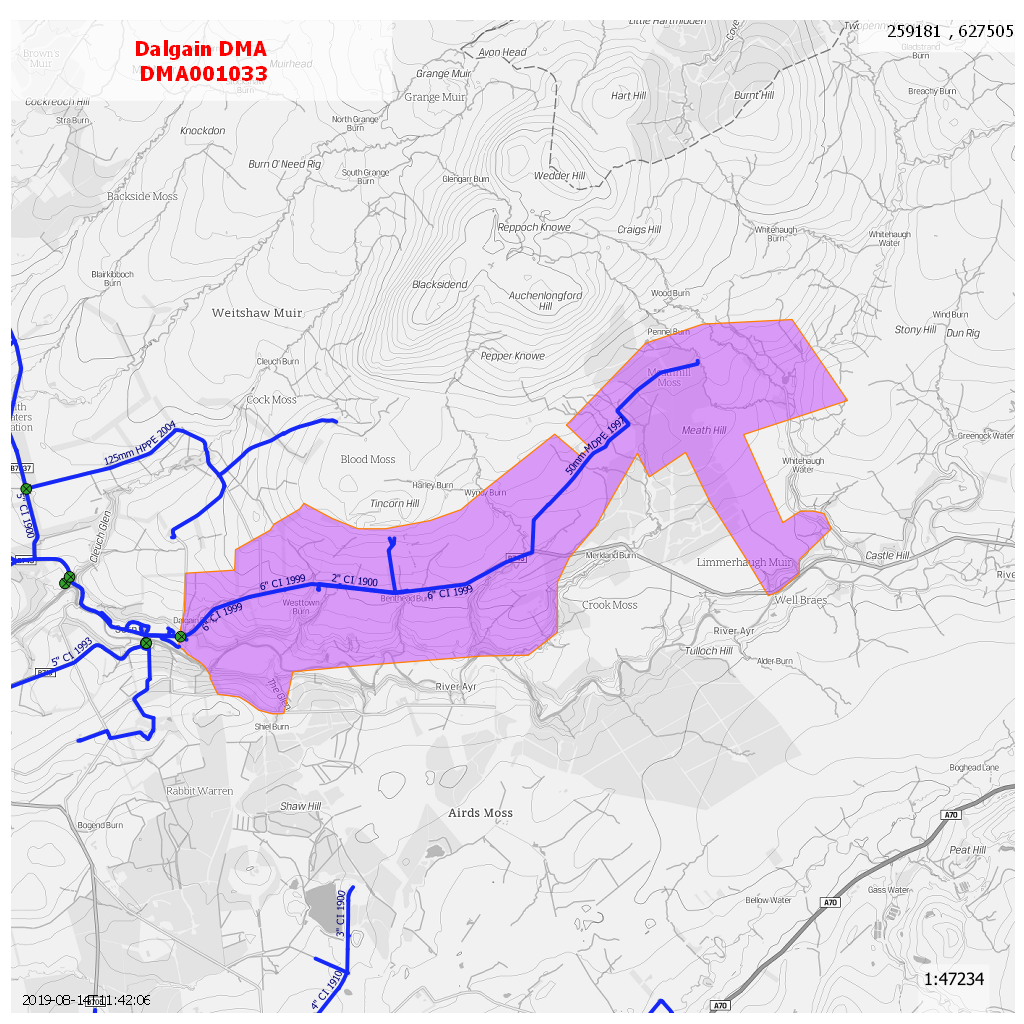 Dalgain DMA
DMA001033
259181 , 627505
Little Hartmidden
Avon Head
Brown's
Muir
Muirhead
Burn
Grange Muir
Grange Muir
Hart Hill
Burnt Hill
Gladstrand
Burn
Breachy Burn
Cockreoch Hill
Stra Burn
Knockdon
North Grange
Burn
Burn O' Need Rig
South Grange
Burn
Glengarr Burn
Wedder Hill
Backside Moss
Reppoch Knowe
Craigs Hill
Whitehaugh
Burn
Whitehaugh
Water
Blairkibboch
Burn
Blacksidend
Auchenlongford
Hill
Wood Burn
Weitshaw Muir
Wind Burn
Stony Hill
Dun Rig
Pennel Burn
Cleuch Burn
Pepper Knowe
Moss
Cock Moss
125mm HPPE 2004
Meath Hill
Greenock Water
50mm MDPE 1997
Blood Moss
Whitehaugh
Water
Harley Burn
Wyndy Burn
Tincorn Hill
5" CI 1900
Cleuch Glen
Merkland Burn
Castle Hill
Limmerhaugh Muir
6" CI 1999
2" CI 1900
6" CI 1999
Benthead Burn
Westtown
Burn
6" CI 1999
Crook Moss
Well Braes
River Ayr
Tulloch Hill
Alder Burn
5" CI 1993
River Ayr
The Glen
Shiel Burn
Boghead Lane
Rabbit Warren
Shaw Hill
Airds Moss
A70
Bogend Burn
Peat Hill
Gass Water
Bellow Water
A70
3" CI 1900
4" CI 1910
1:47234
2019-08-14T11:42:06
A70